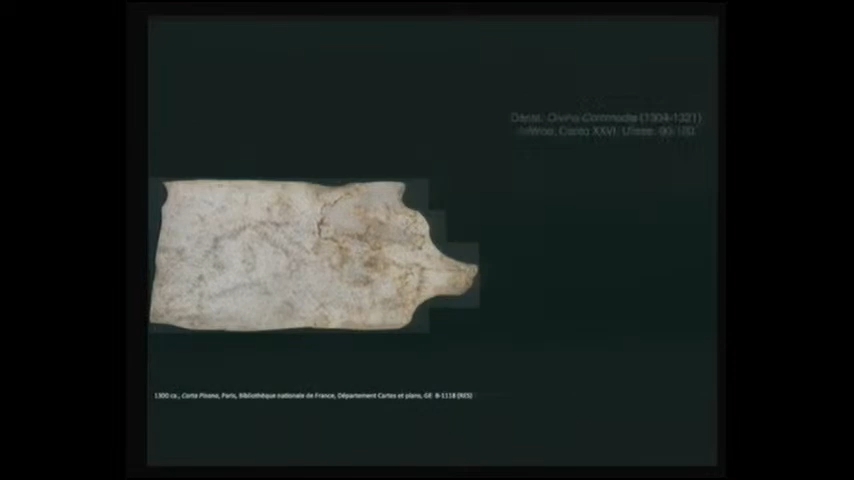 Dante, Divina Commedia (1304-1321)
Inferno, Canto XXVI, Ulisse, 90-120.
1300 ca., Carta Pisana, Paris, Bibliothèque nationale de France, Département Cartes et plans, GE B-1118 (RES)